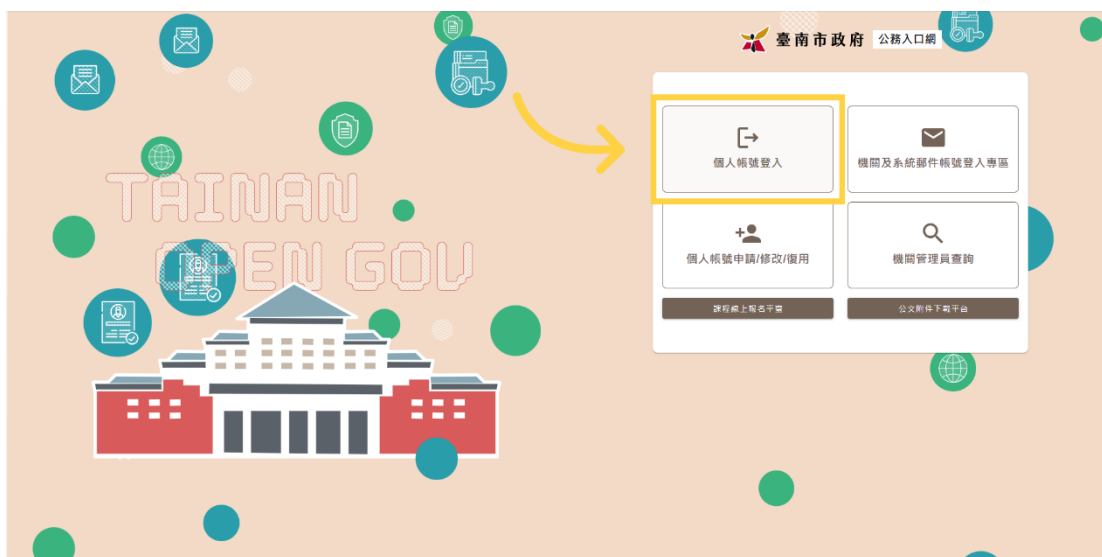 TAINAN
OPEN GOV
臺南市政府 公務入口網
個人帳號登入
機關及系統郵件帳號登入專區
個人帳號申請/修改/復用
機關管理員查詢
課程線上報名平臺
公文附件下載平台